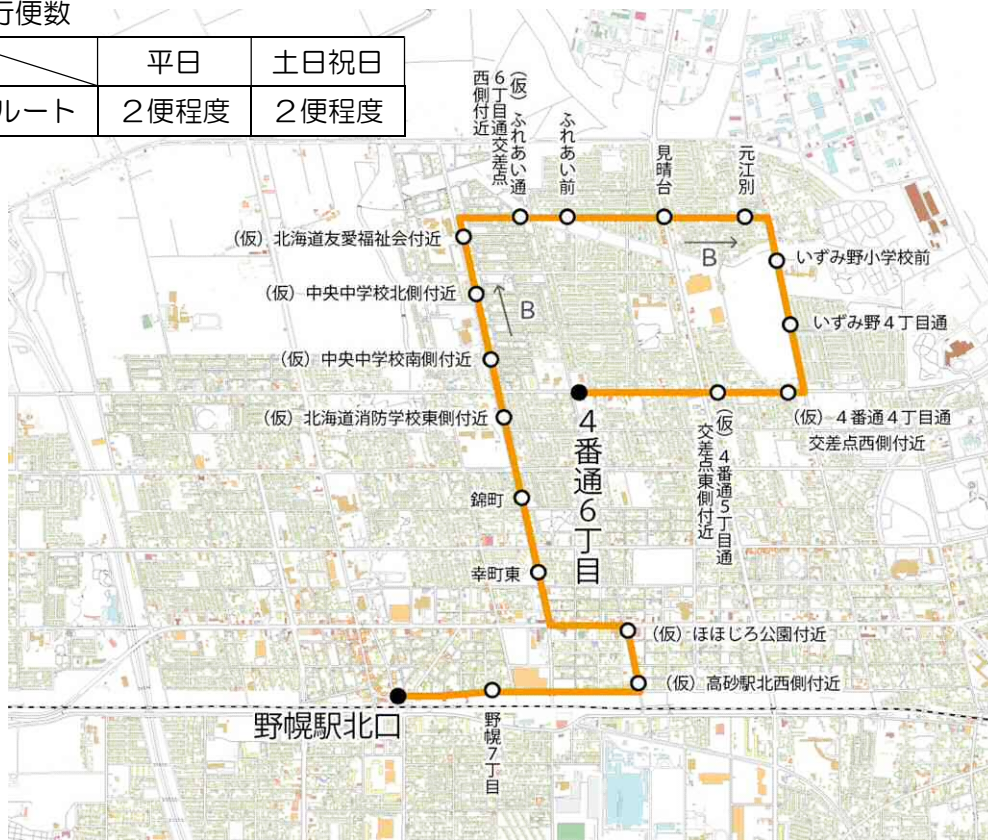 行便数
平日 土日祝日
ルート 2便程度 2便程度
(仮) ふれあい通
6丁目通交差点
西側付近
ふれあい前
見晴台
元江別
(仮) 北海道友愛福祉会付近
B
いずみ野小学校前
(仮) 中央中学校北側付近
B
いずみ野4丁目通
(仮) 中央中学校南側付近
(仮) 北海道消防学校東側付近
4番通6丁目
(仮) 4番通5丁目通
交差点東側付近
(仮) 4番通4丁目通
交差点西側付近
錦町
幸町東
(仮) ほほじろ公園付近
(仮) 高砂駅北西側付近
野幌駅北口
野幌7丁目